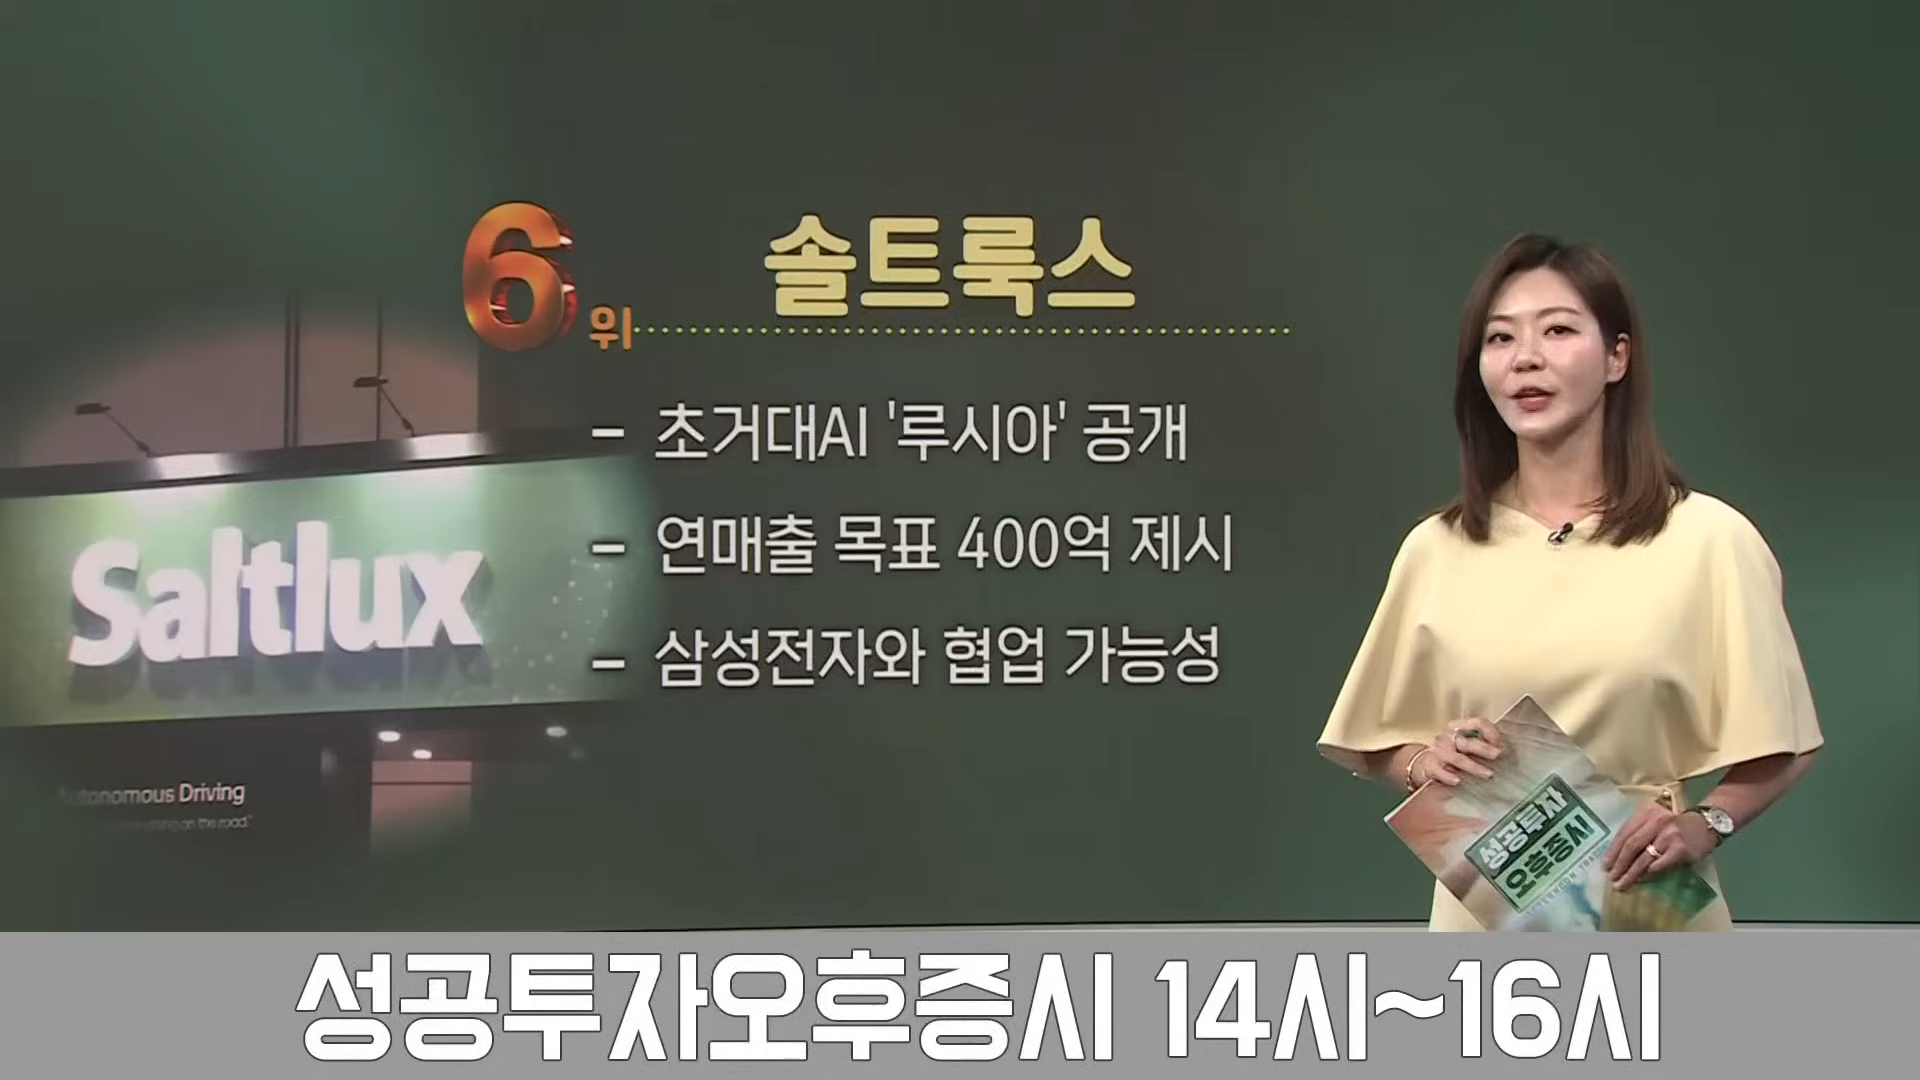 6위 솔트룩스
- 초거대AI '루시아' 공개
- 연매출 목표 400억 제시
- 삼성전자와 협업 가능성
Saltlux
Autonomous Driving
on the road."
성공투자
오후증시
성공투자오후증시 14시~16시